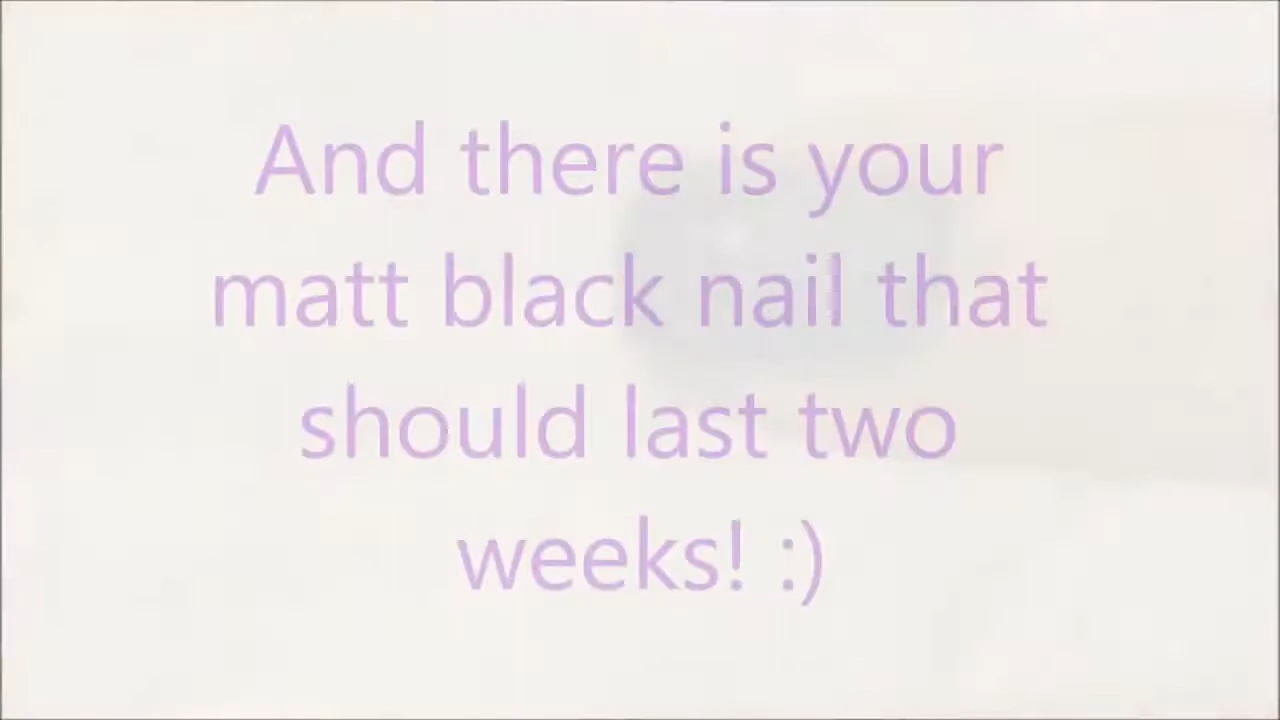 And there is your
matt black nail that
should last two
weeks! :)